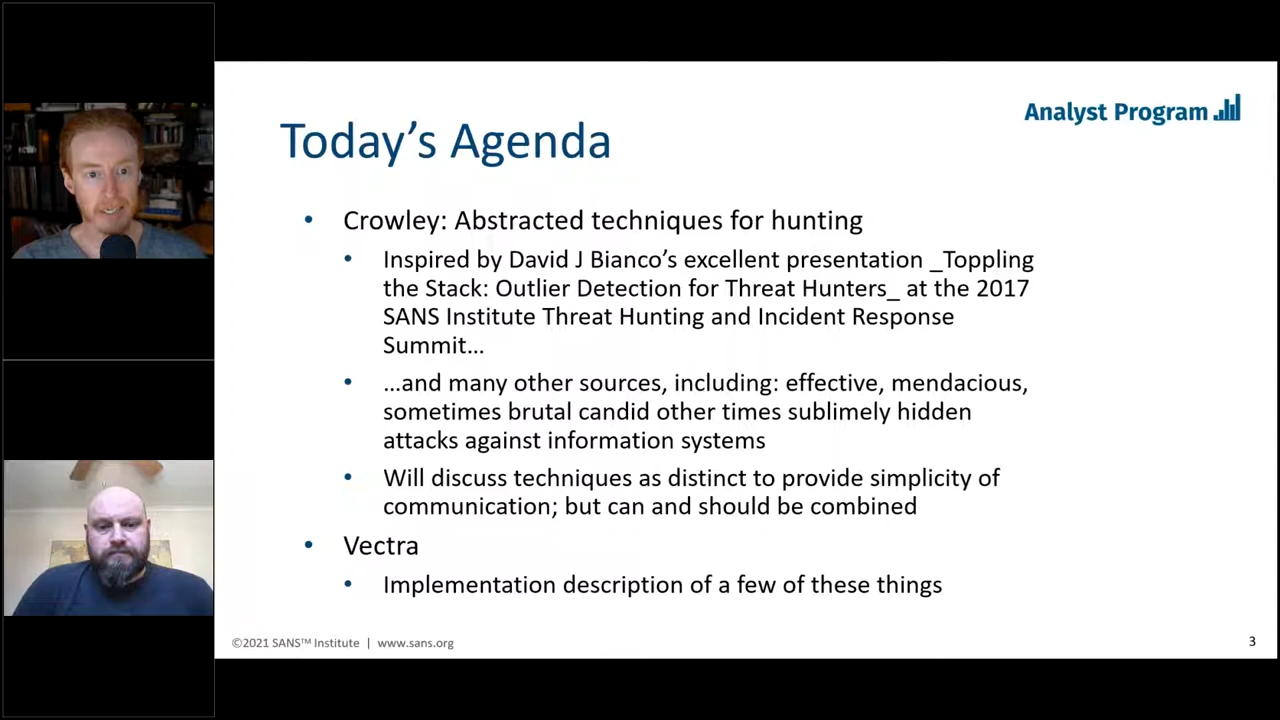 Analyst Program
Today’s Agenda
• Crowley: Abstracted techniques for hunting
• Inspired by David J Bianco’s excellent presentation _Toppling
the Stack: Outlier Detection for Threat Hunters_ at the 2017
SANS Institute Threat Hunting and Incident Response
Summit…
• …and many other sources, including: effective, mendacious,
sometimes brutal candid other times sublimely hidden
attacks against information systems
• Will discuss techniques as distinct to provide simplicity of
communication; but can and should be combined
• Vectra
• Implementation description of a few of these things
©2021 SANS™ Institute | www.sans.org
3